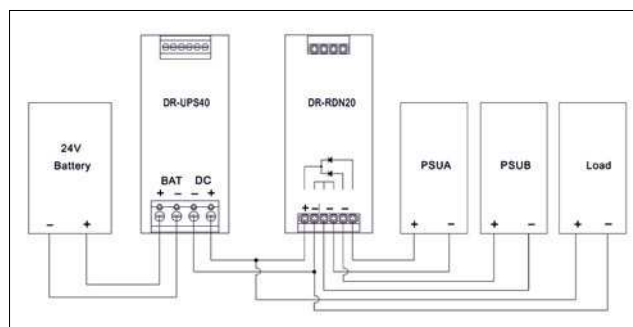 DR-UPS40
DR-RDN20
24V
Battery
PSUA
PSUB
Load
BAT DC
+ - - +
+ - -
- +
+ -
+ -
+ -